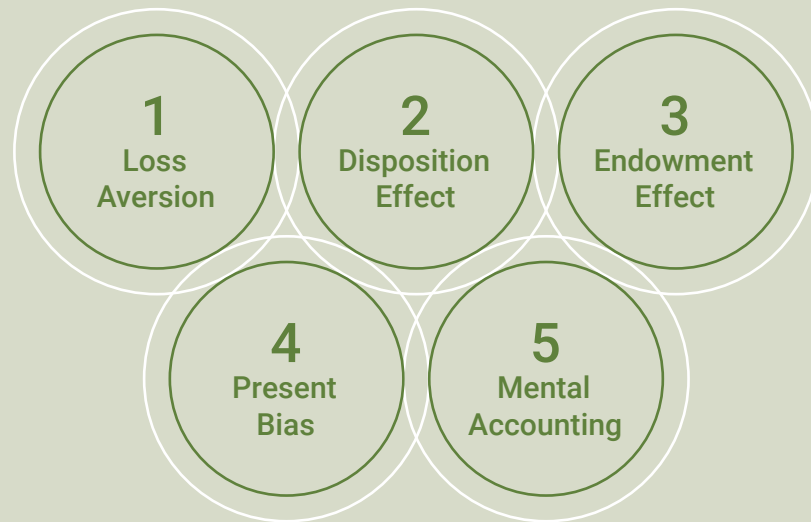 1
Loss
Aversion
2
Disposition
Effect
3
Endowment
Effect
4
Present
Bias
5
Mental
Accounting